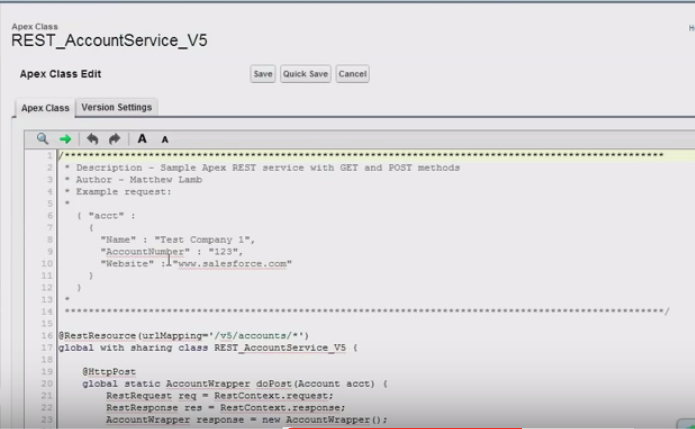 Apex Class
REST_AccountService_V5
Apex Class Edit
Save Quick Save Cancel
Apex Class Version Settings
A A
1 /****************************************************************************************************
2 * Description - Sample Apex REST service with GET and POST methods
3 * Author - Matthew Lamb
4 * Example request:
5 *
6 { "acct" :
7 {
8 "Name" : "Test Company 1",
9 "AccountNumber" : "123",
10 "Website" : "www.salesforce.com"
11 }
12 }
13 *
14 ****************************************************************************************************/
15
16 @RestResource(urlMapping='/v5/accounts/*')
17 global with sharing class REST_AccountService_V5 {
18
19 @HttpPost
20 global static AccountWrapper doPost(Account acct) {
21 RestRequest req = RestContext.request;
22 RestResponse res = RestContext.response;
23 AccountWrapper response = new AccountWrapper();